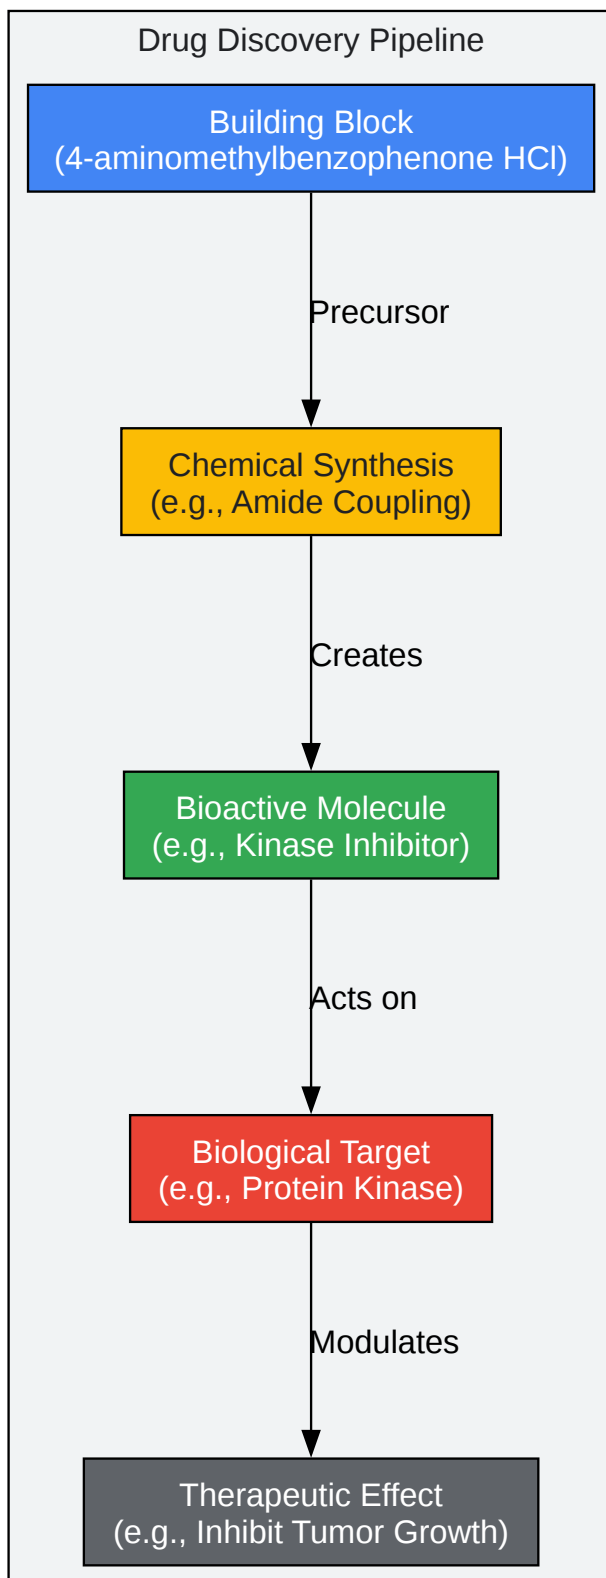 Drug Discovery Pipeline
Building Block
(4-aminomethylbenzophenone HCl)
Precursor
Chemical Synthesis
(e.g., Amide Coupling)
Creates
Bioactive Molecule
(e.g., Kinase Inhibitor)
Acts on
Biological Target
(e.g., Protein Kinase)
Modulates
Therapeutic Effect
(e.g., Inhibit Tumor Growth)